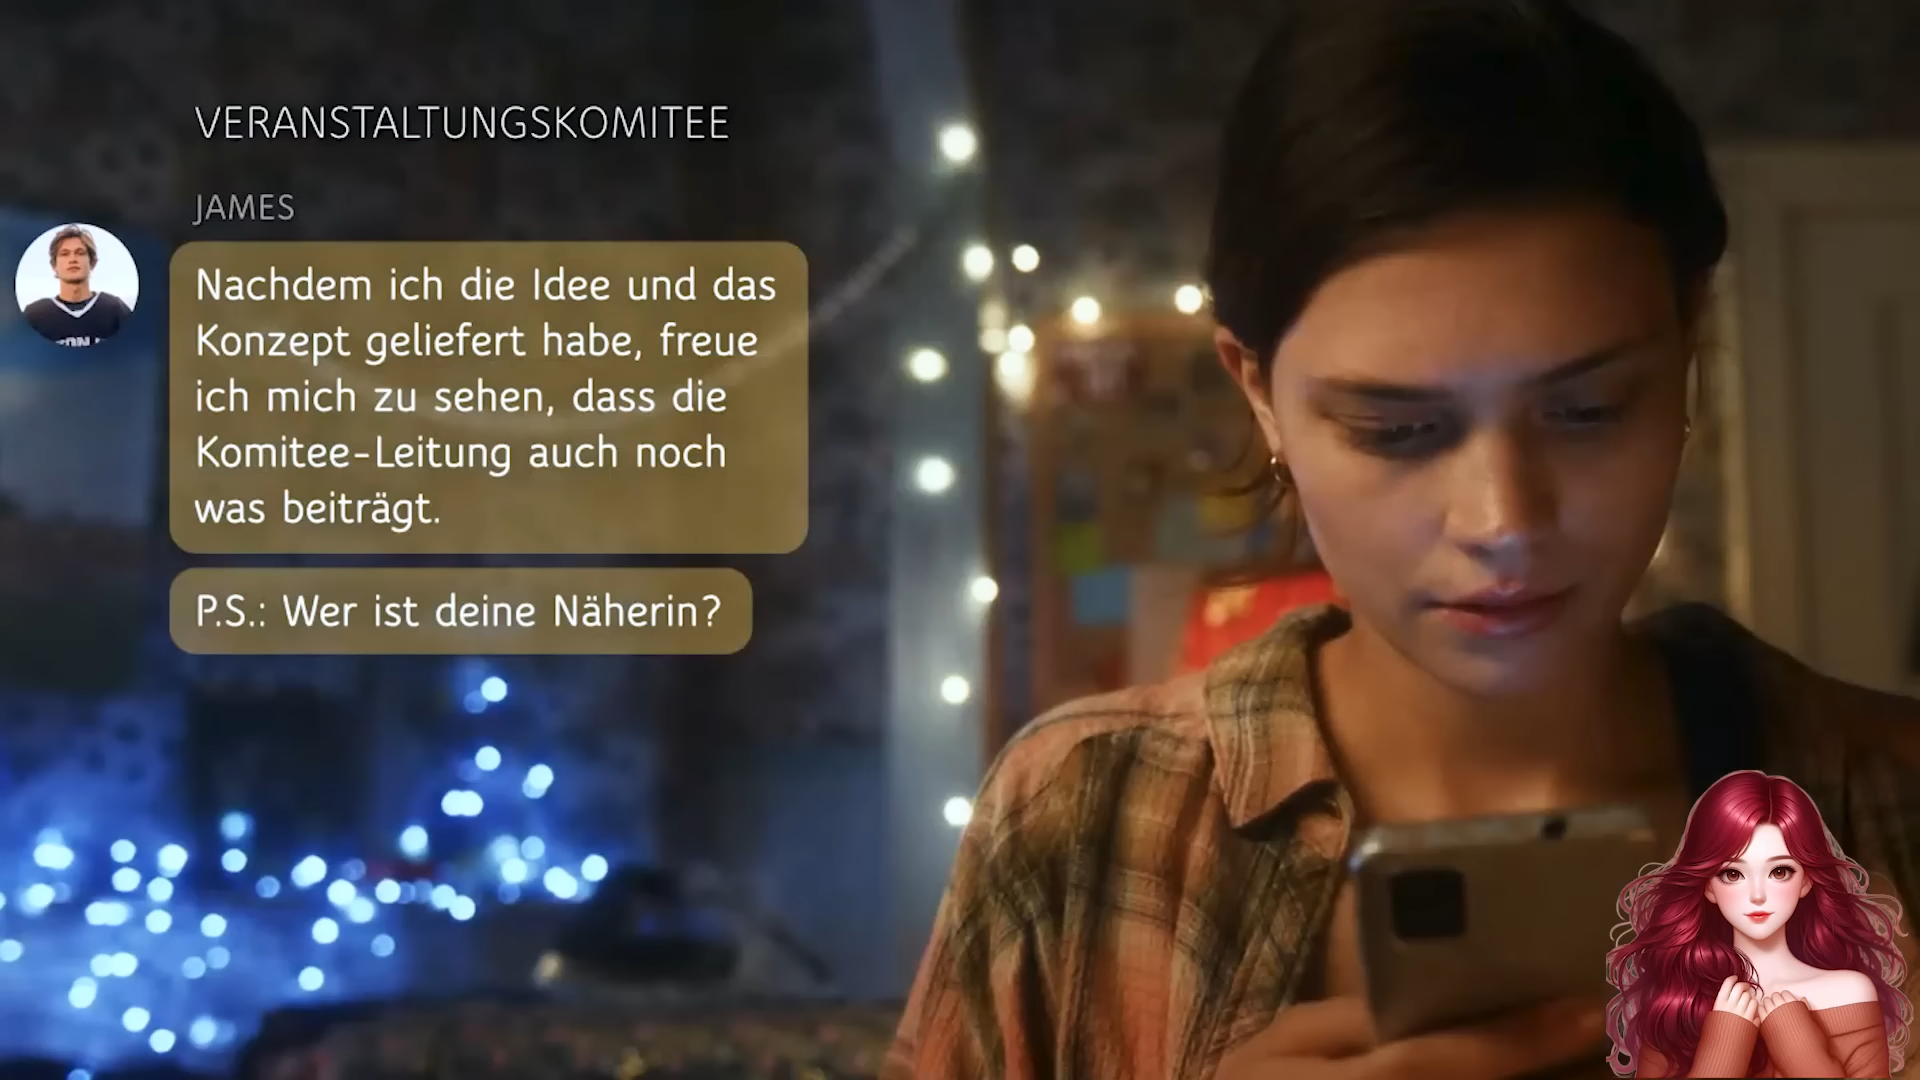 VERANSTALTUNGSKOMITEE
JAMES
Nachdem ich die Idee und das
Konzept geliefert habe, freue
ich mich zu sehen, dass die
Komitee-Leitung auch noch
was beiträgt.
P.S.: Wer ist deine Näherin?